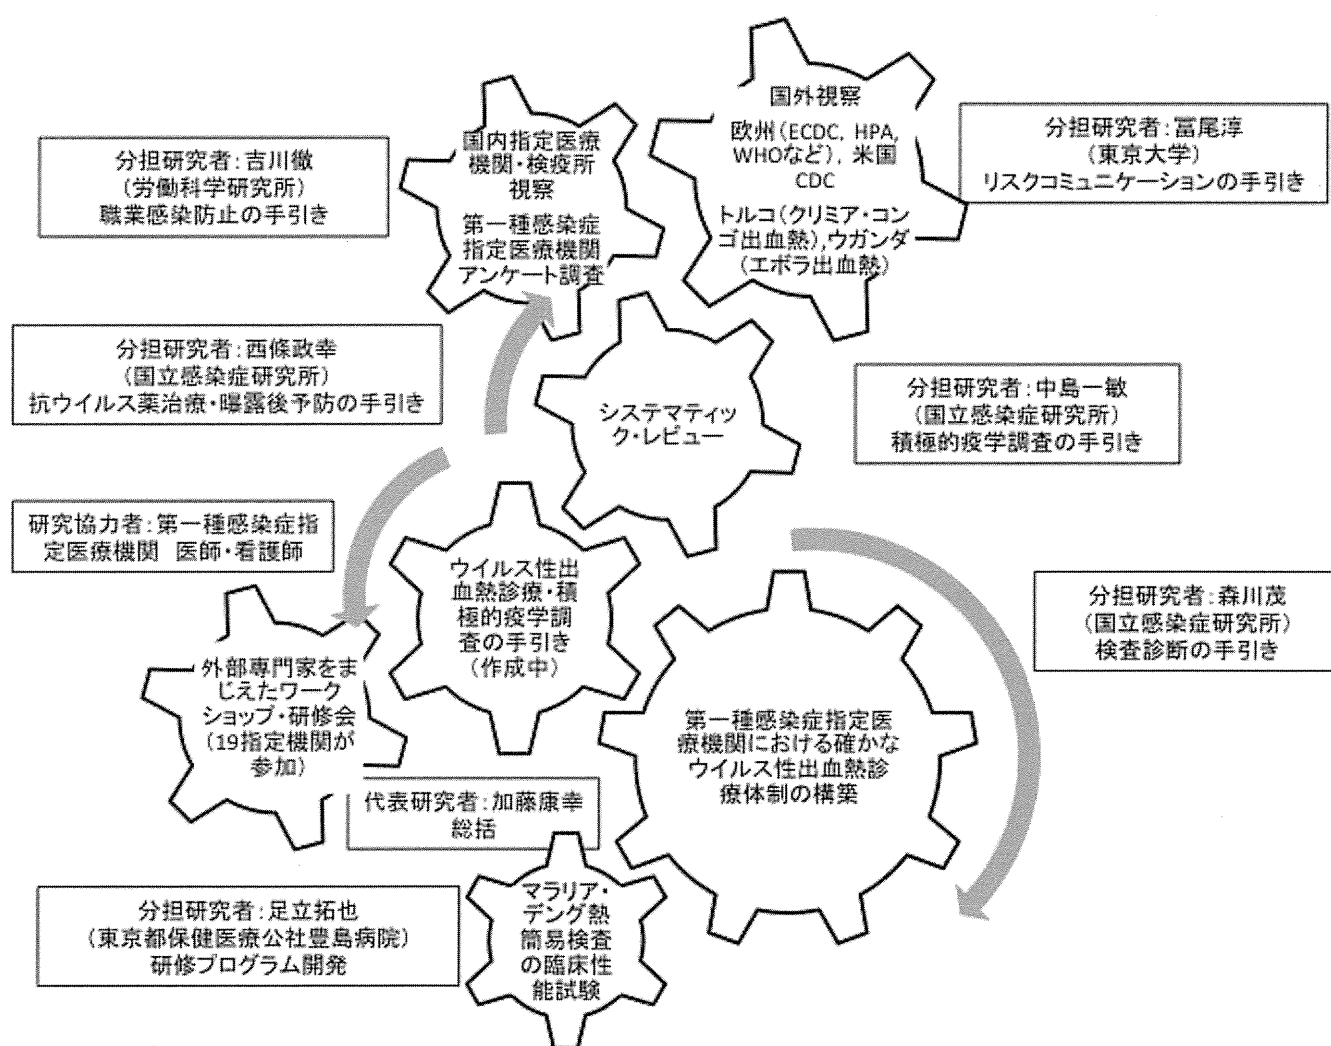 国外視察
欧州(ECDC, HPA,
WHOなど), 米国
CDC
トルコ(クリミア・コン
ゴ出血熱),ウガンダ
(エボラ出血熱)
国内指定医療
機関・検疫所
視察
第一種感染症
指定医療機関
アンケート調査
分担研究者:吉川徹
(労働科学研究所)
職業感染防止の手引き
分担研究者:冨尾淳
(東京大学)
リスクコミュニケーションの手引き
分担研究者:西條政幸
(国立感染症研究所)
抗ウイルス薬治療・曝露後予防の手引き
システマティッ
ク・レビュー
分担研究者:中島一敏
(国立感染症研究所)
積極的疫学調査の手引き
研究協力者:第一種感染症指
定医療機関 医師・看護師
ウイルス性出
血熱診療・積
極的疫学調
査の手引き
(作成中)
分担研究者:森川茂
(国立感染症研究所)
検査診断の手引き
外部専門家をま
じえたワーク
ショップ・研修会
(19指定機関が
参加)
第一種感染症指定医
療機関における確かな
ウイルス性出血熱診
療体制の構築
代表研究者:加藤康幸
総括
分担研究者:足立拓也
(東京都保健医療公社豊島病院)
研修プログラム開発
マラリア・
デング熱
簡易検査
の臨床性
能試験